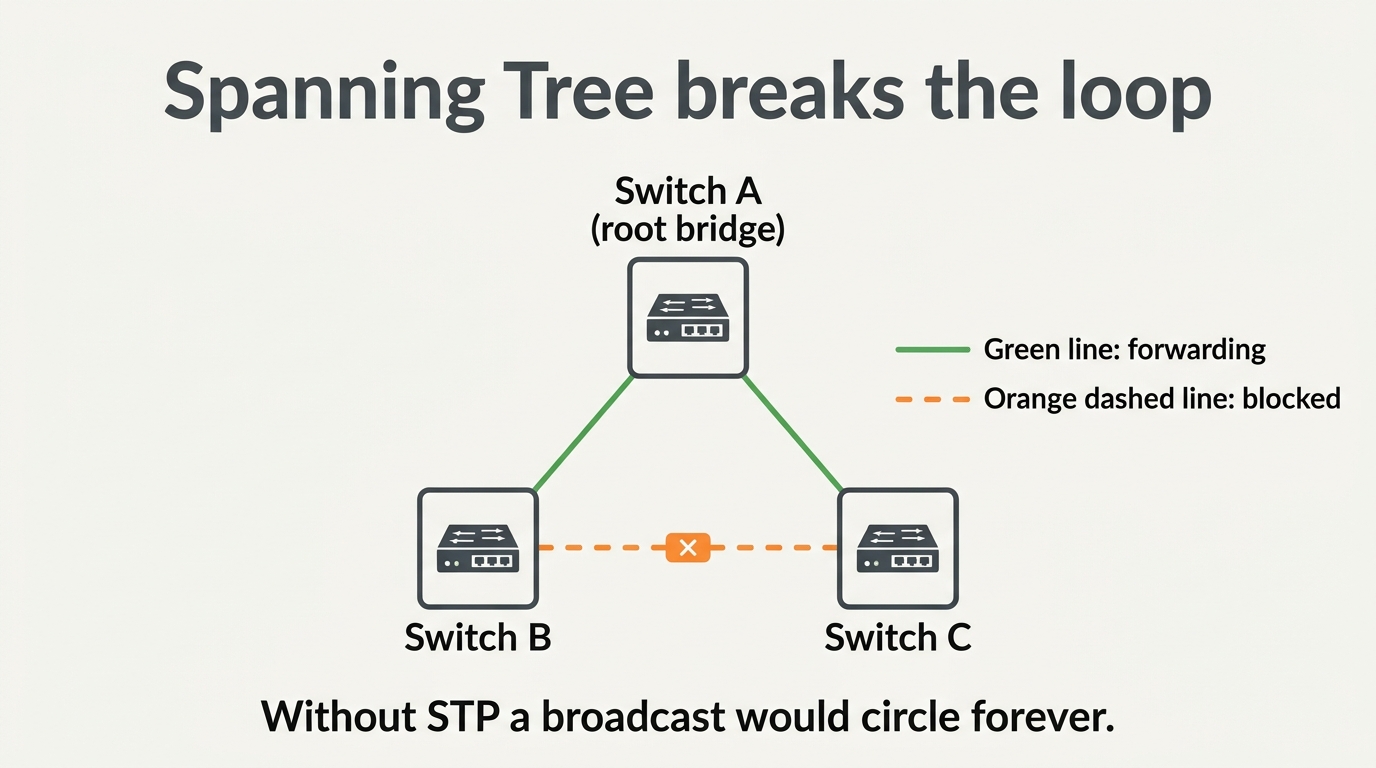 Spanning Tree breaks the loop
Switch A
(root bridge)
Green line: forwarding
Orange dashed line: blocked
Switch B
Switch C
Without STP a broadcast would circle forever.